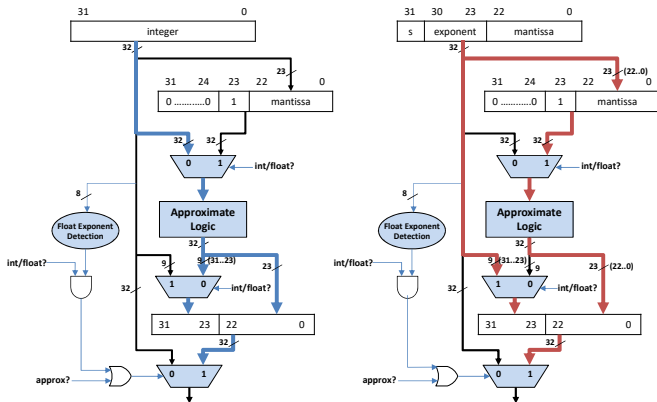 31 0
integer
32
23
31 24 23 22 0
0 ............0 1 mantissa
32 32
0 1
int/float?
8
Approximate
Logic
Float Exponent
Detection
32
9 9 (31..23)
23
int/float?
1 0
int/float?
32
31 23 22 0
32
approx?
0 1
31 30 23 22 0
s exponent mantissa
32
23 (22..0)
31 24 23 22 0
0 ............0 1 mantissa
32 32
0 1
int/float?
8
Approximate
Logic
Float Exponent
Detection
32
9 (31..23)
9
23 (22..0)
int/float?
1 0
int/float?
32
31 23 22 0
32
approx?
0 1